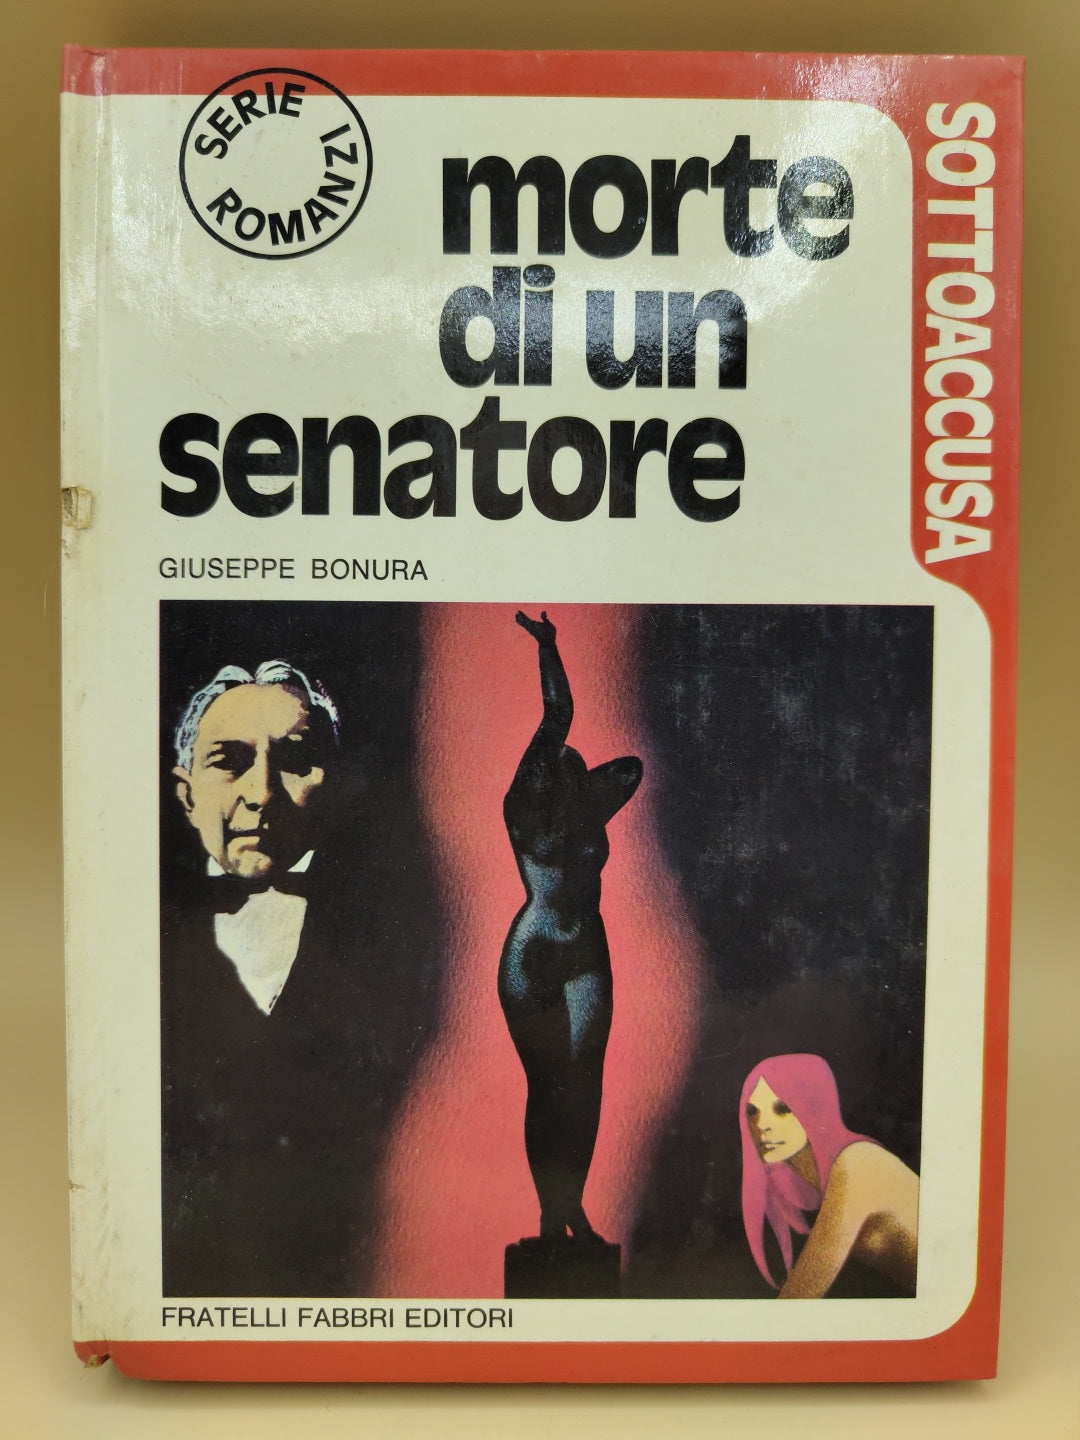 SERIE ROMANZI
morte
di un
senatore
SOTTOACCUSA
GIUSEPPE BONURA
FRATELLI FABBRI EDITORI